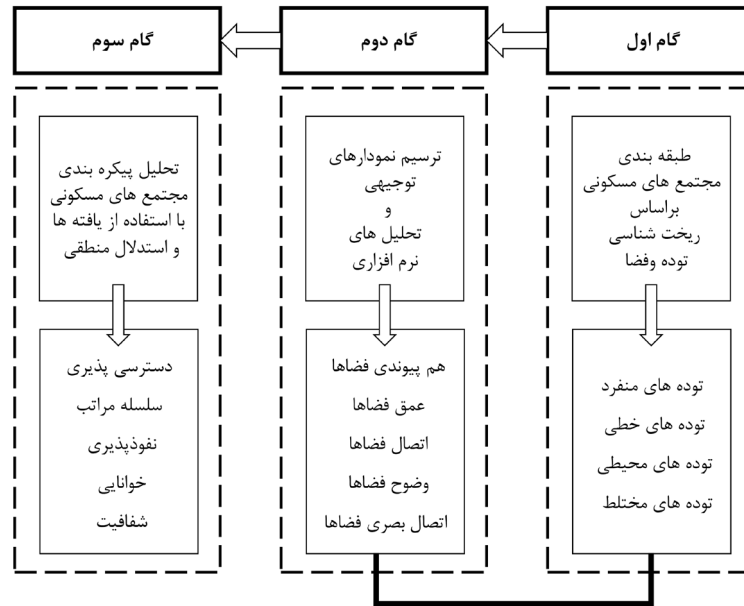 گام اول
طبقه بندی
مجتمع های مسکونی
براساس
ریخت شناسی
توده وفضا
توده های منفرد
توده های خطی
توده های محیطی
توده های مختلط
گام دوم
ترسیم نمودارهای
توجیهی
و
تحلیل های
نرم افزاری
هم پیوندی فضاها
عمق فضاها
اتصال فضاها
وضوح فضاها
اتصال بصری فضاها
گام سوم
تحلیل پیکره بندی
مجتمع های مسکونی
با استفاده از یافته ها
و استدلال منطقی
دسترسی پذیری
سلسله مراتب
نفوذپذیری
خوانایی
شفافیت